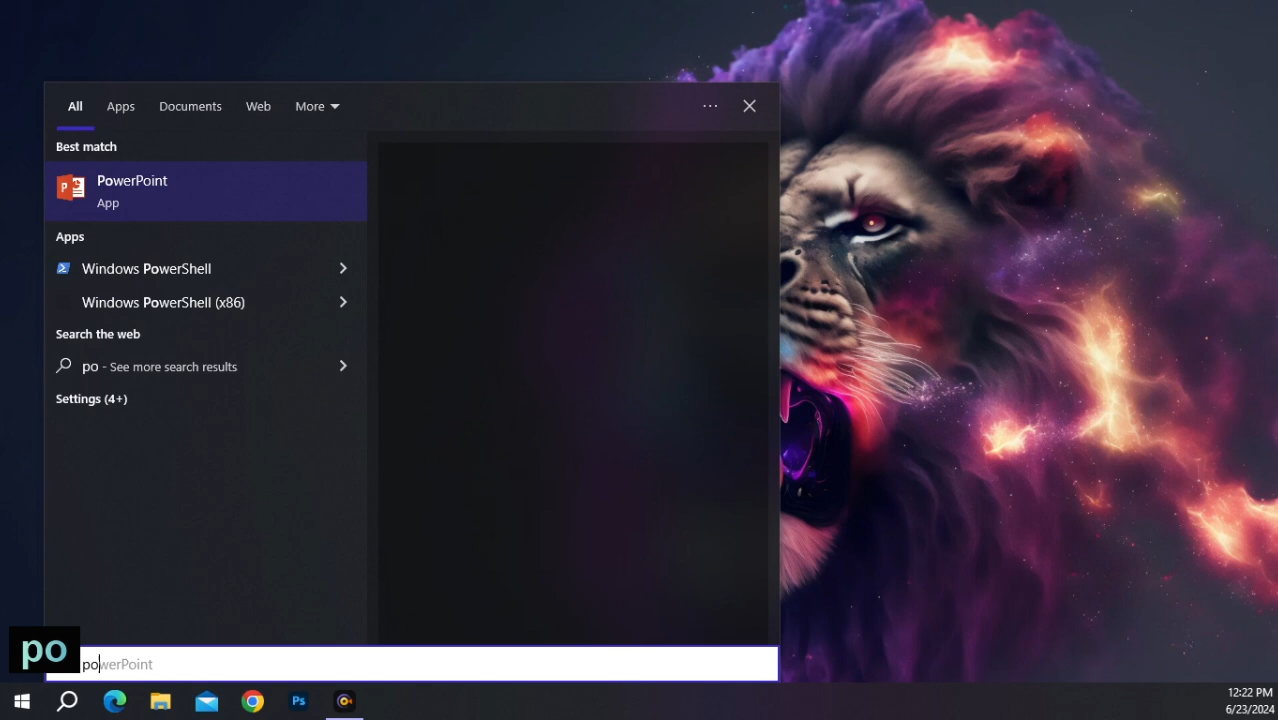 All Apps Documents Web More
Best match
PowerPoint
App
Apps
Windows PowerShell
Windows PowerShell (x86)
Search the web
po - See more search results
Settings (4+)
po
powerPoint
Ps
12:22 PM
6/23/2024